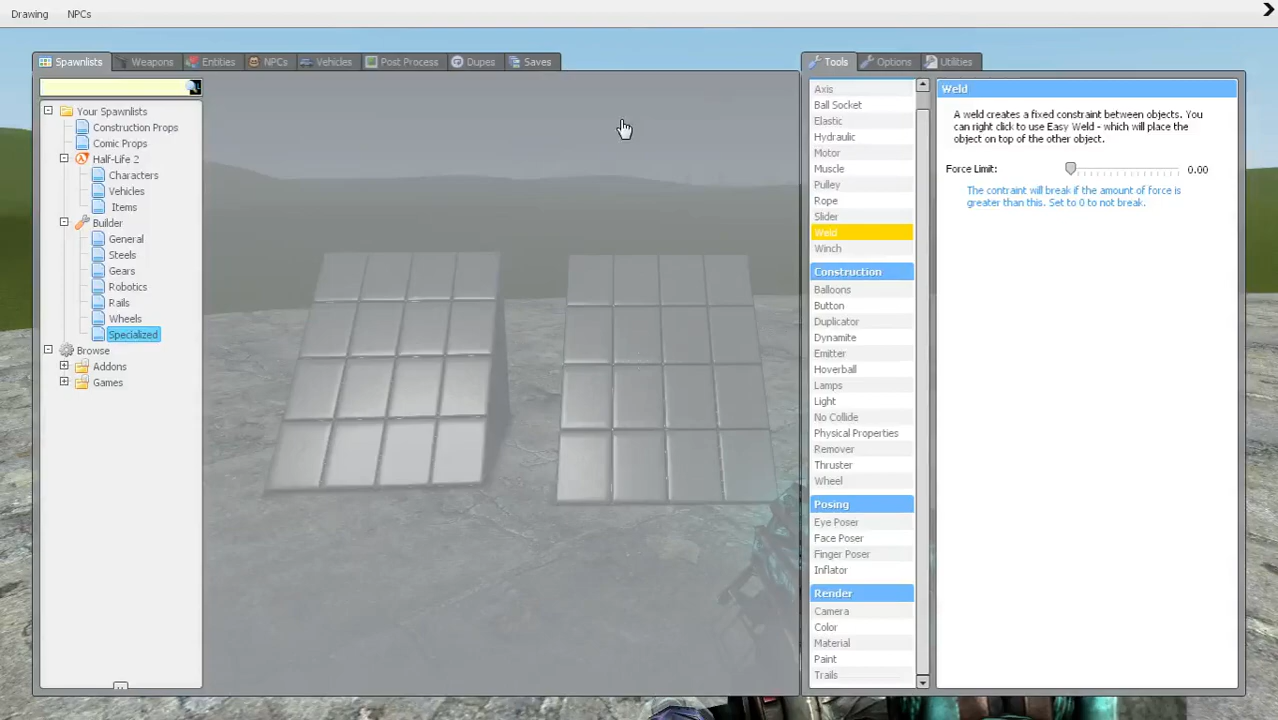 Drawing NPCs
Spawnlists Weapons Entities NPCs Vehicles Post Process Dupes Saves
Your Spawnlists
Construction Props
Comic Props
Half-Life 2
Characters
Vehicles
Items
Builder
General
Steels
Gears
Robotics
Rails
Wheels
Specialized
Browse
Addons
Games
Tools Options Utilities
Axis
Ball Socket
Elastic
Hydraulic
Motor
Muscle
Pulley
Rope
Slider
Weld
Winch
Construction
Balloons
Button
Duplicator
Dynamite
Emitter
Hoverball
Lamps
Light
No Collide
Physical Properties
Remover
Thruster
Wheel
Posing
Eye Poser
Face Poser
Finger Poser
Inflator
Render
Camera
Color
Material
Paint
Trails
Weld
A weld creates a fixed constraint between objects. You
can right click to use Easy Weld - which will place the
object on top of the other object.
Force Limit: 0.00
The contraint will break if the amount of force is
greater than this. Set to 0 to not break.